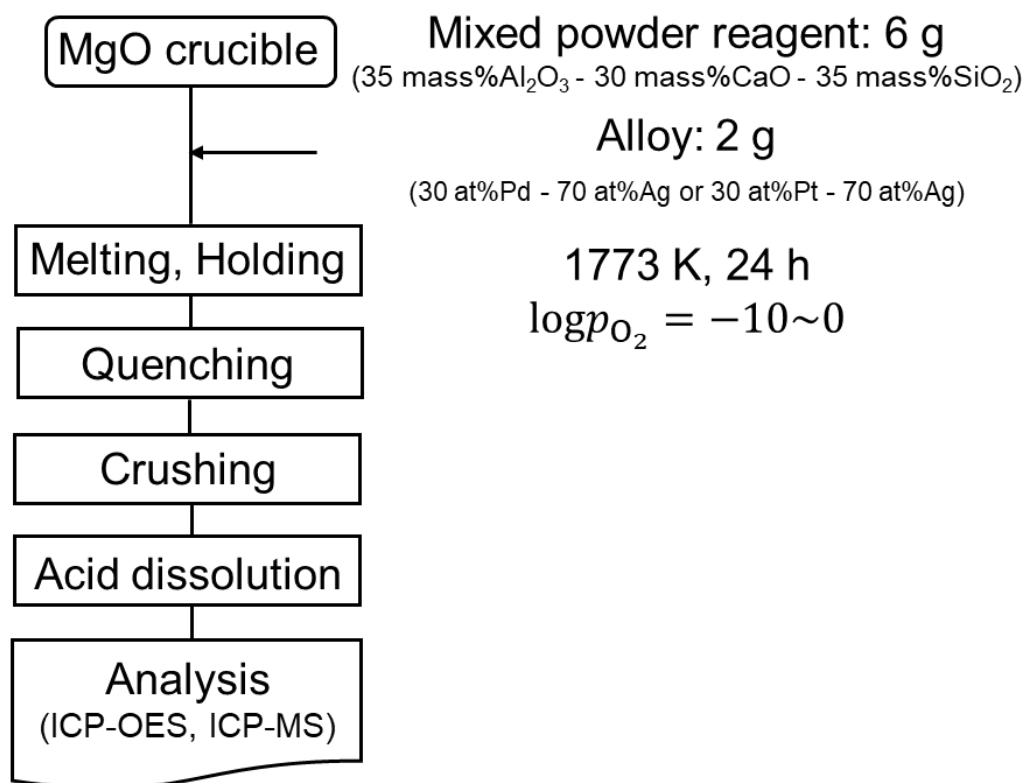 MgO crucible
Mixed powder reagent: 6 g
(35 mass%Al₂O₃ - 30 mass%CaO - 35 mass%SiO₂)
Alloy: 2 g
(30 at%Pd - 70 at%Ag or 30 at%Pt - 70 at%Ag)
Melting, Holding
1773 K, 24 h
logp_O₂ = −10~0
Quenching
Crushing
Acid dissolution
Analysis
(ICP-OES, ICP-MS)